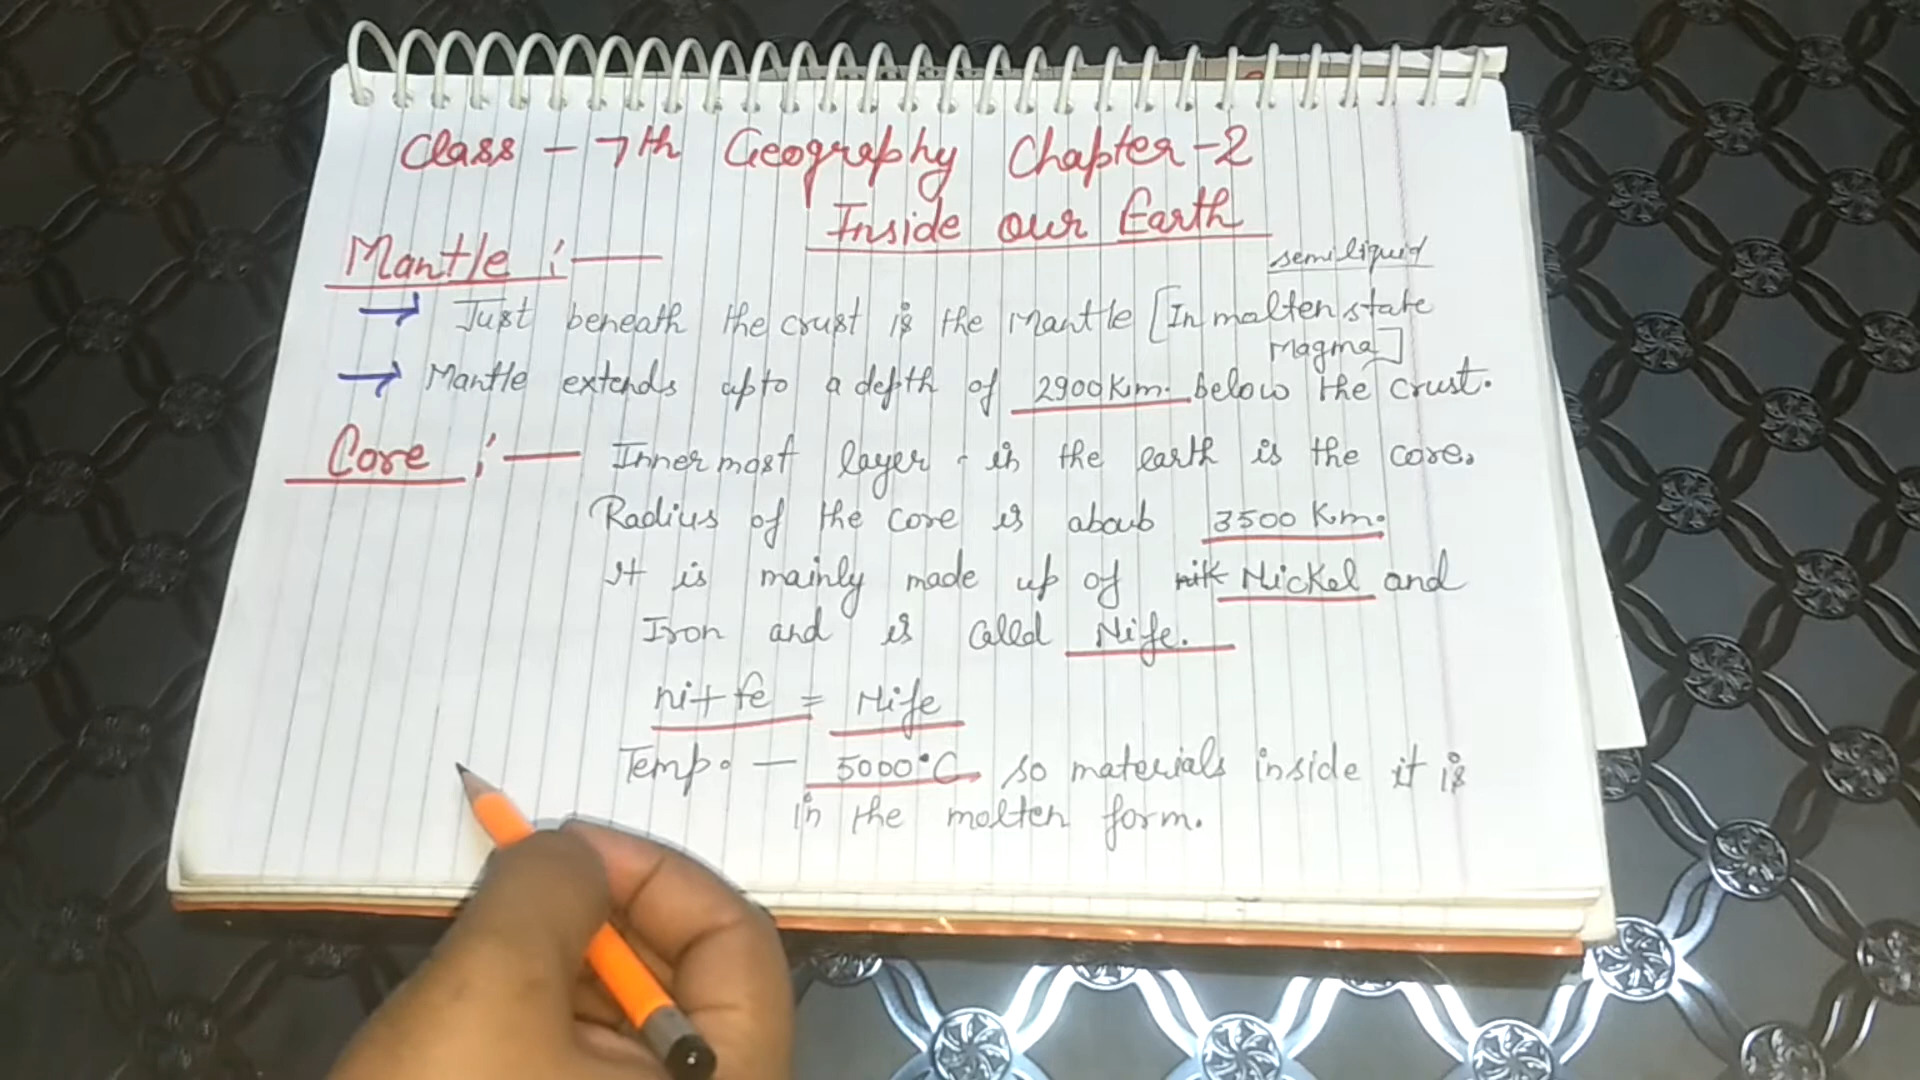 Class - 7th Geography Chapter-2
Inside our Earth
Mantle :—
semiliquid
→ Just beneath the crust is the Mantle [In molten state
Magma]
→ Mantle extends upto a depth of 2900 Km. below the crust.
Core :— Inner most layer - in the earth is the core.
Radius of the core is about 3500 Km.
It is mainly made up of nik Nickel and
Iron and is called Nife.
ni + fe = Nife
Temp. — 5000°C so materials inside it is
in the molten form.